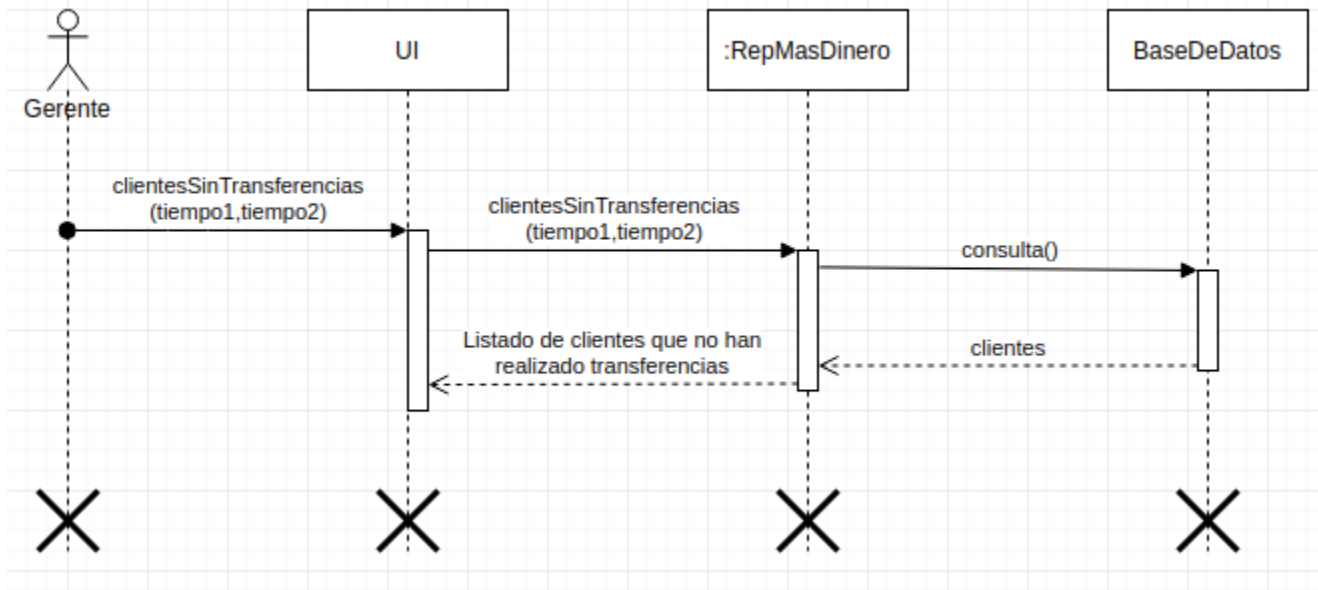 UI
:RepMasDinero
BaseDeDatos
Gerente
clientesSinTransferencias
(tiempo1,tiempo2)
clientesSinTransferencias
(tiempo1,tiempo2)
consulta()
Listado de clientes que no han
realizado transferencias
clientes